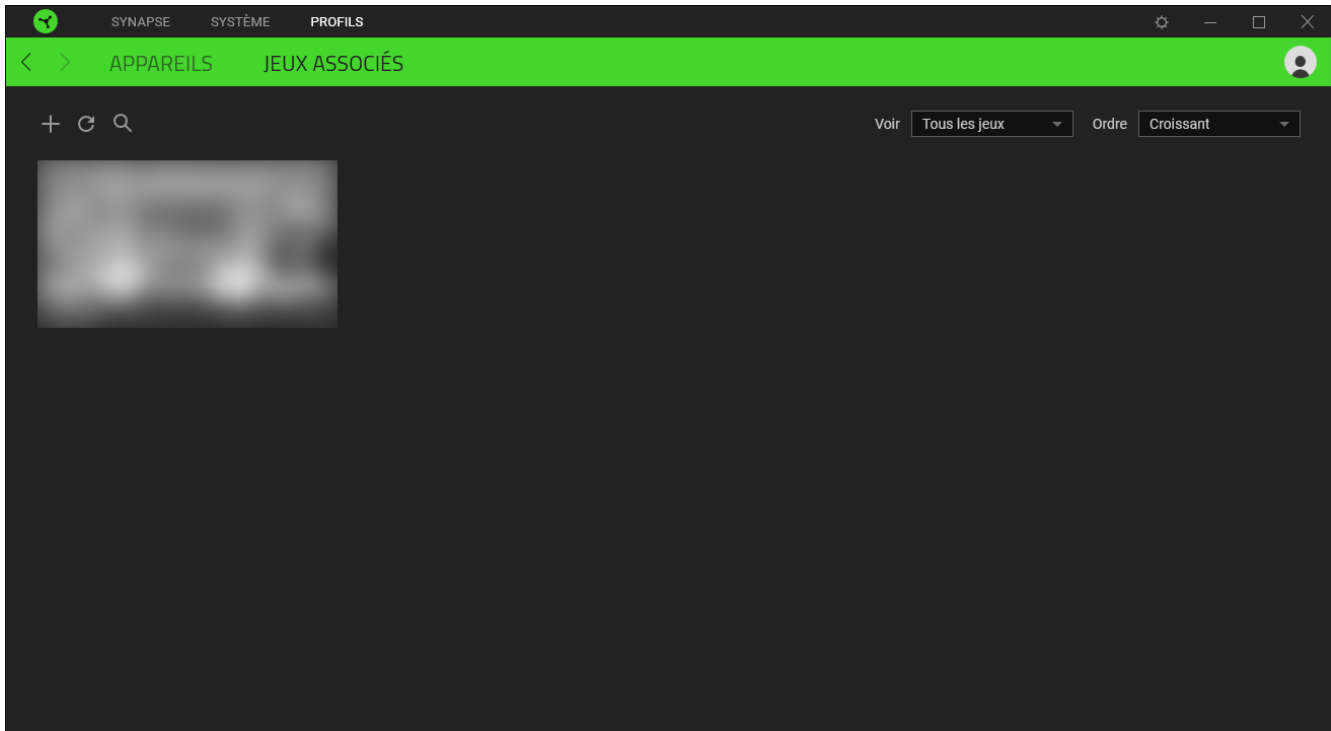 SYNAPSE SYSTÈME PROFILS
APPAREILS JEUX ASSOCIÉS
Voir Tous les jeux Ordre Croissant